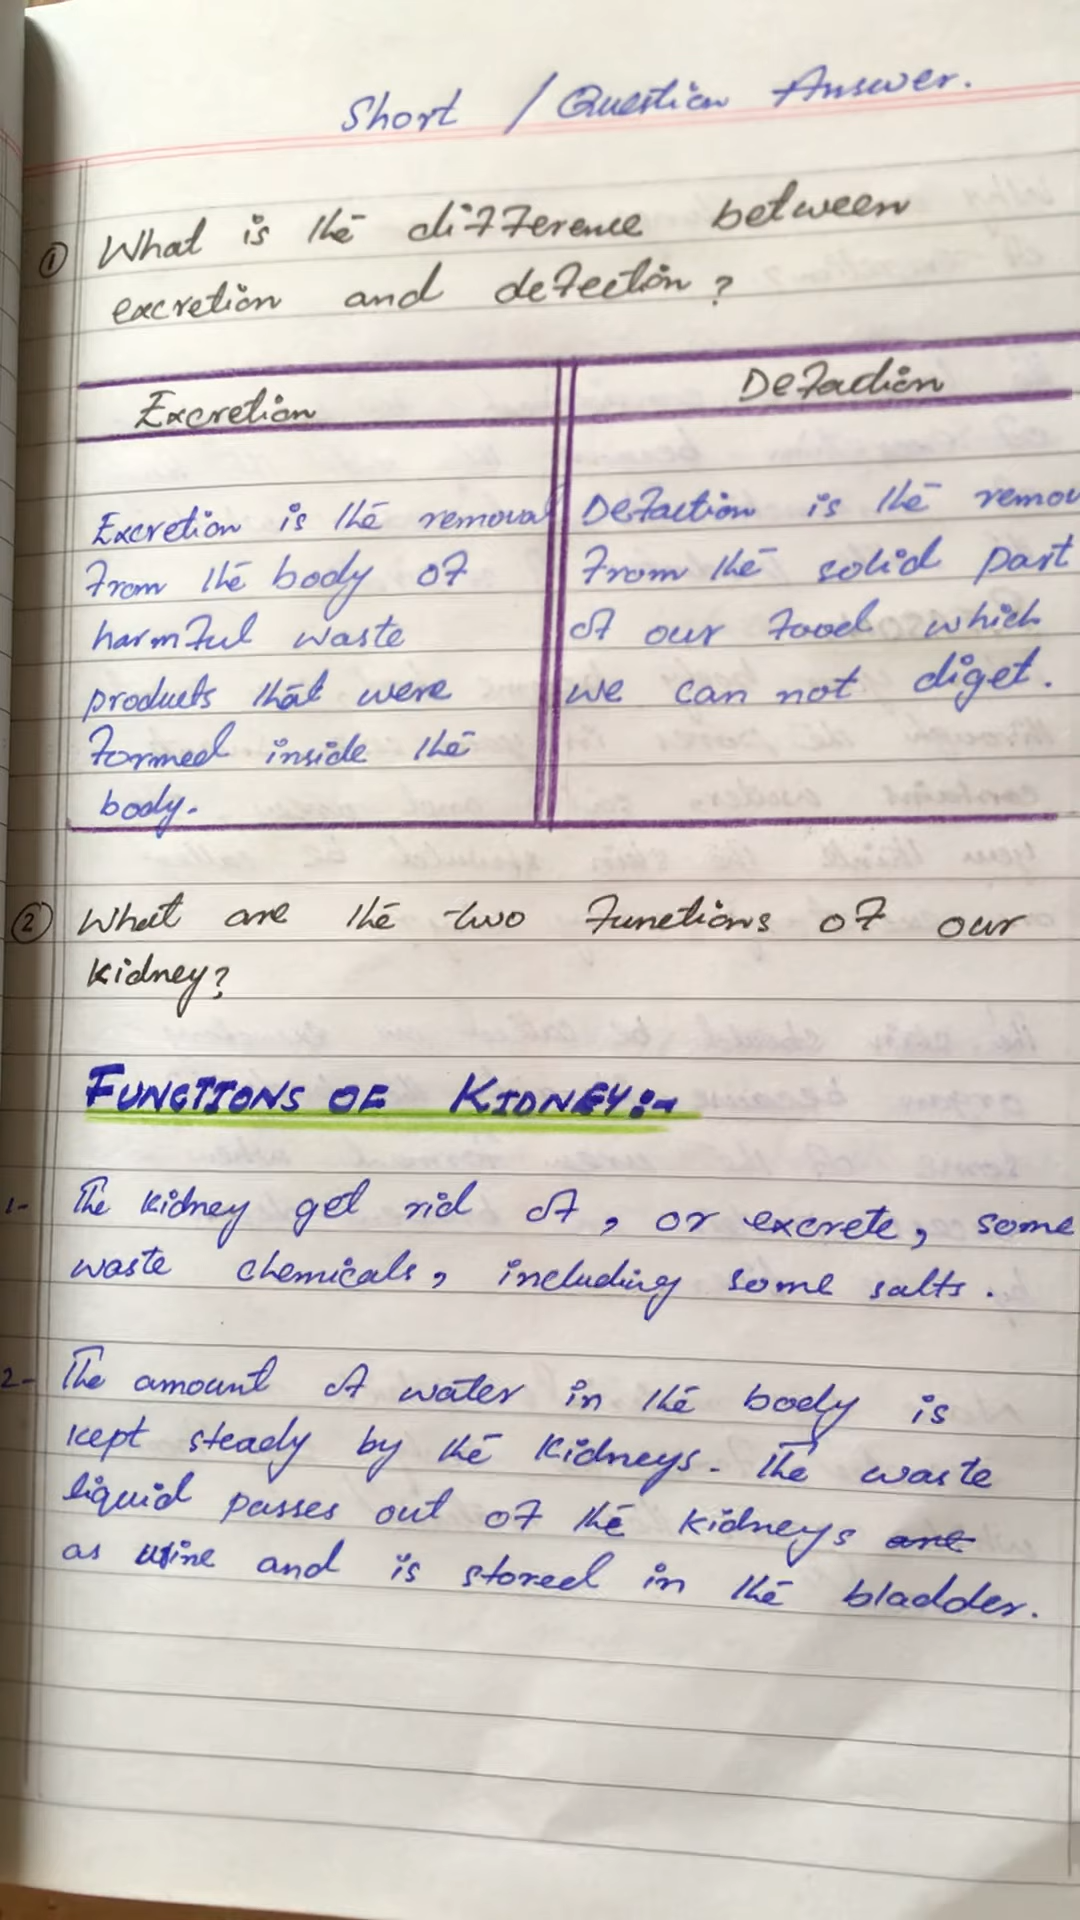 Short / Question Answer.
① What is the difference between
excretion and defection ?
Excretion
Defaction
Excretion is the removal
from the body of
harmful waste
products that were
formed inside the
body.
Defaction is the remov
from the solid part
of our food which
we can not diget.
② What are the two functions of our
kidney?
FUNCTIONS OF KIDNEY:-
1- The kidney get rid of, or excrete, some
waste chemicals, including some salts.
2- The amount of water in the body is
kept steady by the kidneys. The waste
liquid passes out of the kidneys are
as urine and is stored in the bladder.